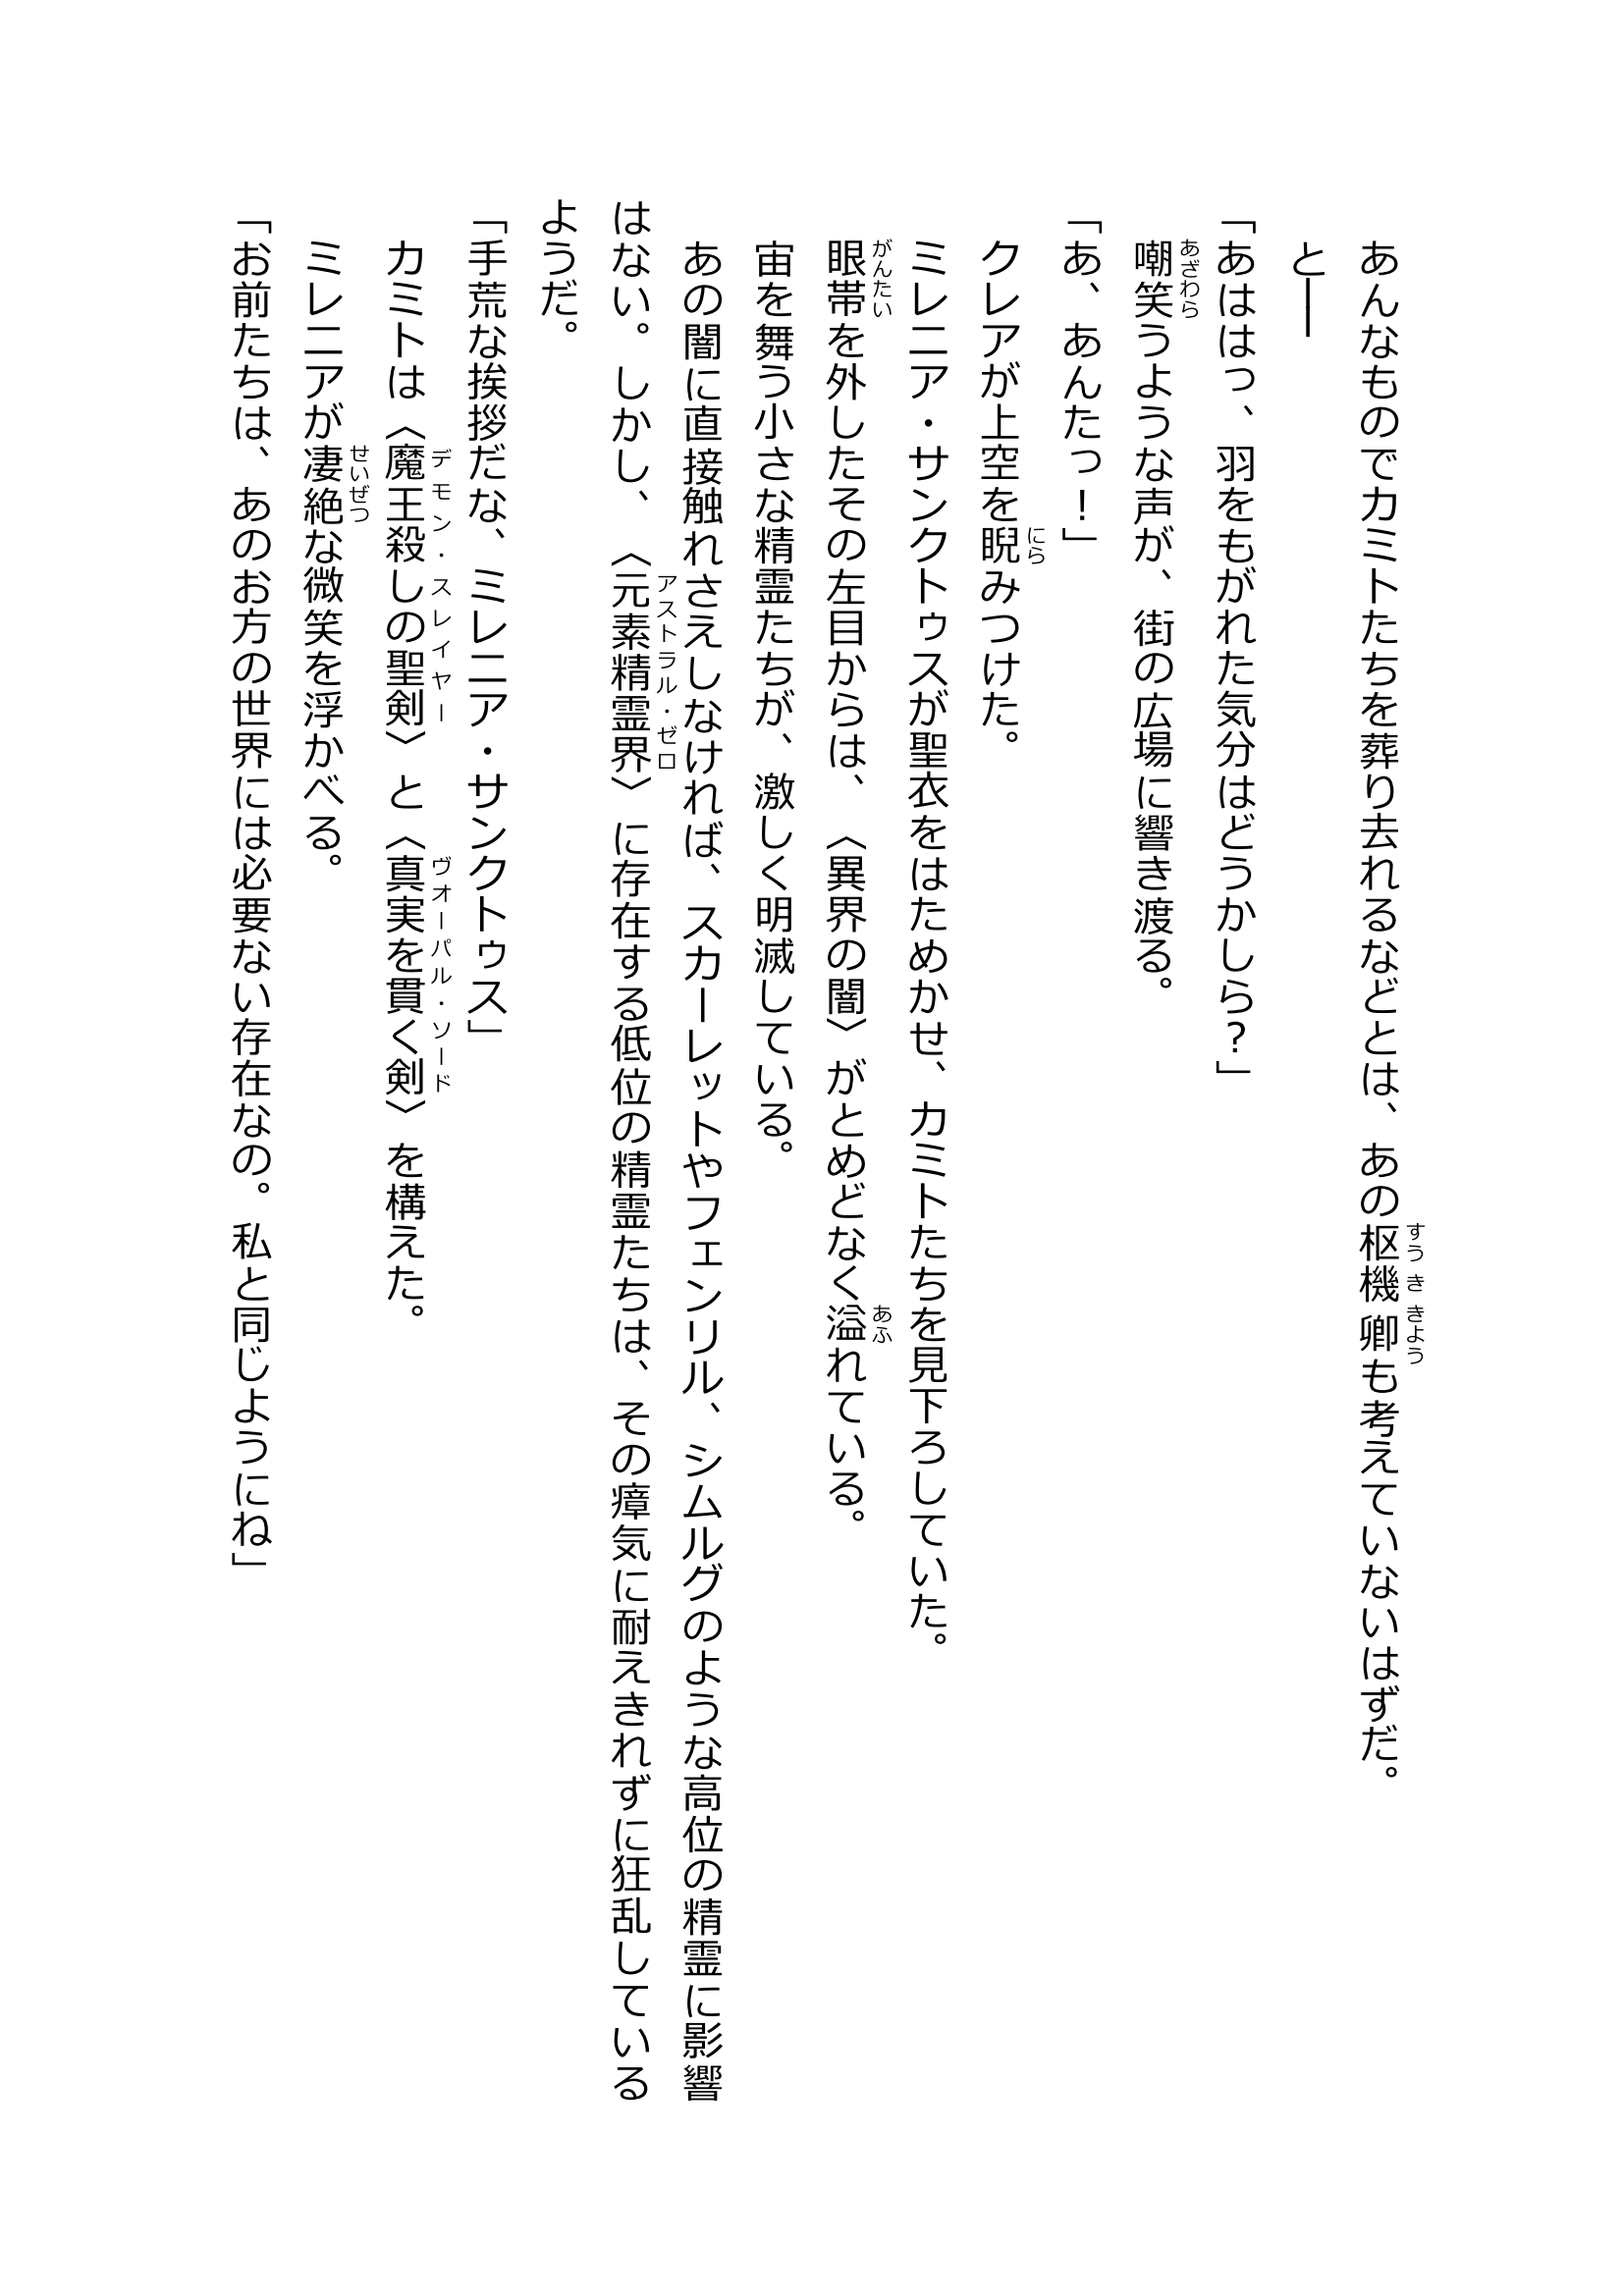 あんなものでカミトたちを葬り去れるなどとは、あの枢機卿も考えていないはずだ。
と──
「あははっ、羽をもがれた気分はどうかしら?」
嘲笑うような声が、街の広場に響き渡る。
「あ、あんたっ!」
クレアが上空を睨みつけた。
ミレニア・サンクトゥスが聖衣をはためかせ、カミトたちを見下ろしていた。
眼帯を外したその左目からは、〈異界の闇〉がとめどなく溢れている。
宙を舞う小さな精霊たちが、激しく明滅している。
あの闇に直接触れさえしなければ、スカーレットやフェンリル、シムルグのような高位の精霊に影響
はない。しかし、〈元素精霊界〉に存在する低位の精霊たちは、その瘴気に耐えきれずに狂乱している
ようだ。
「手荒な挨拶だな、ミレニア・サンクトゥス」
カミトは〈魔王殺しの聖剣〉と〈真実を貫く剣〉を構えた。
ミレニアが凄絶な微笑を浮かべる。
「お前たちは、あのお方の世界には必要ない存在なの。私と同じようにね」